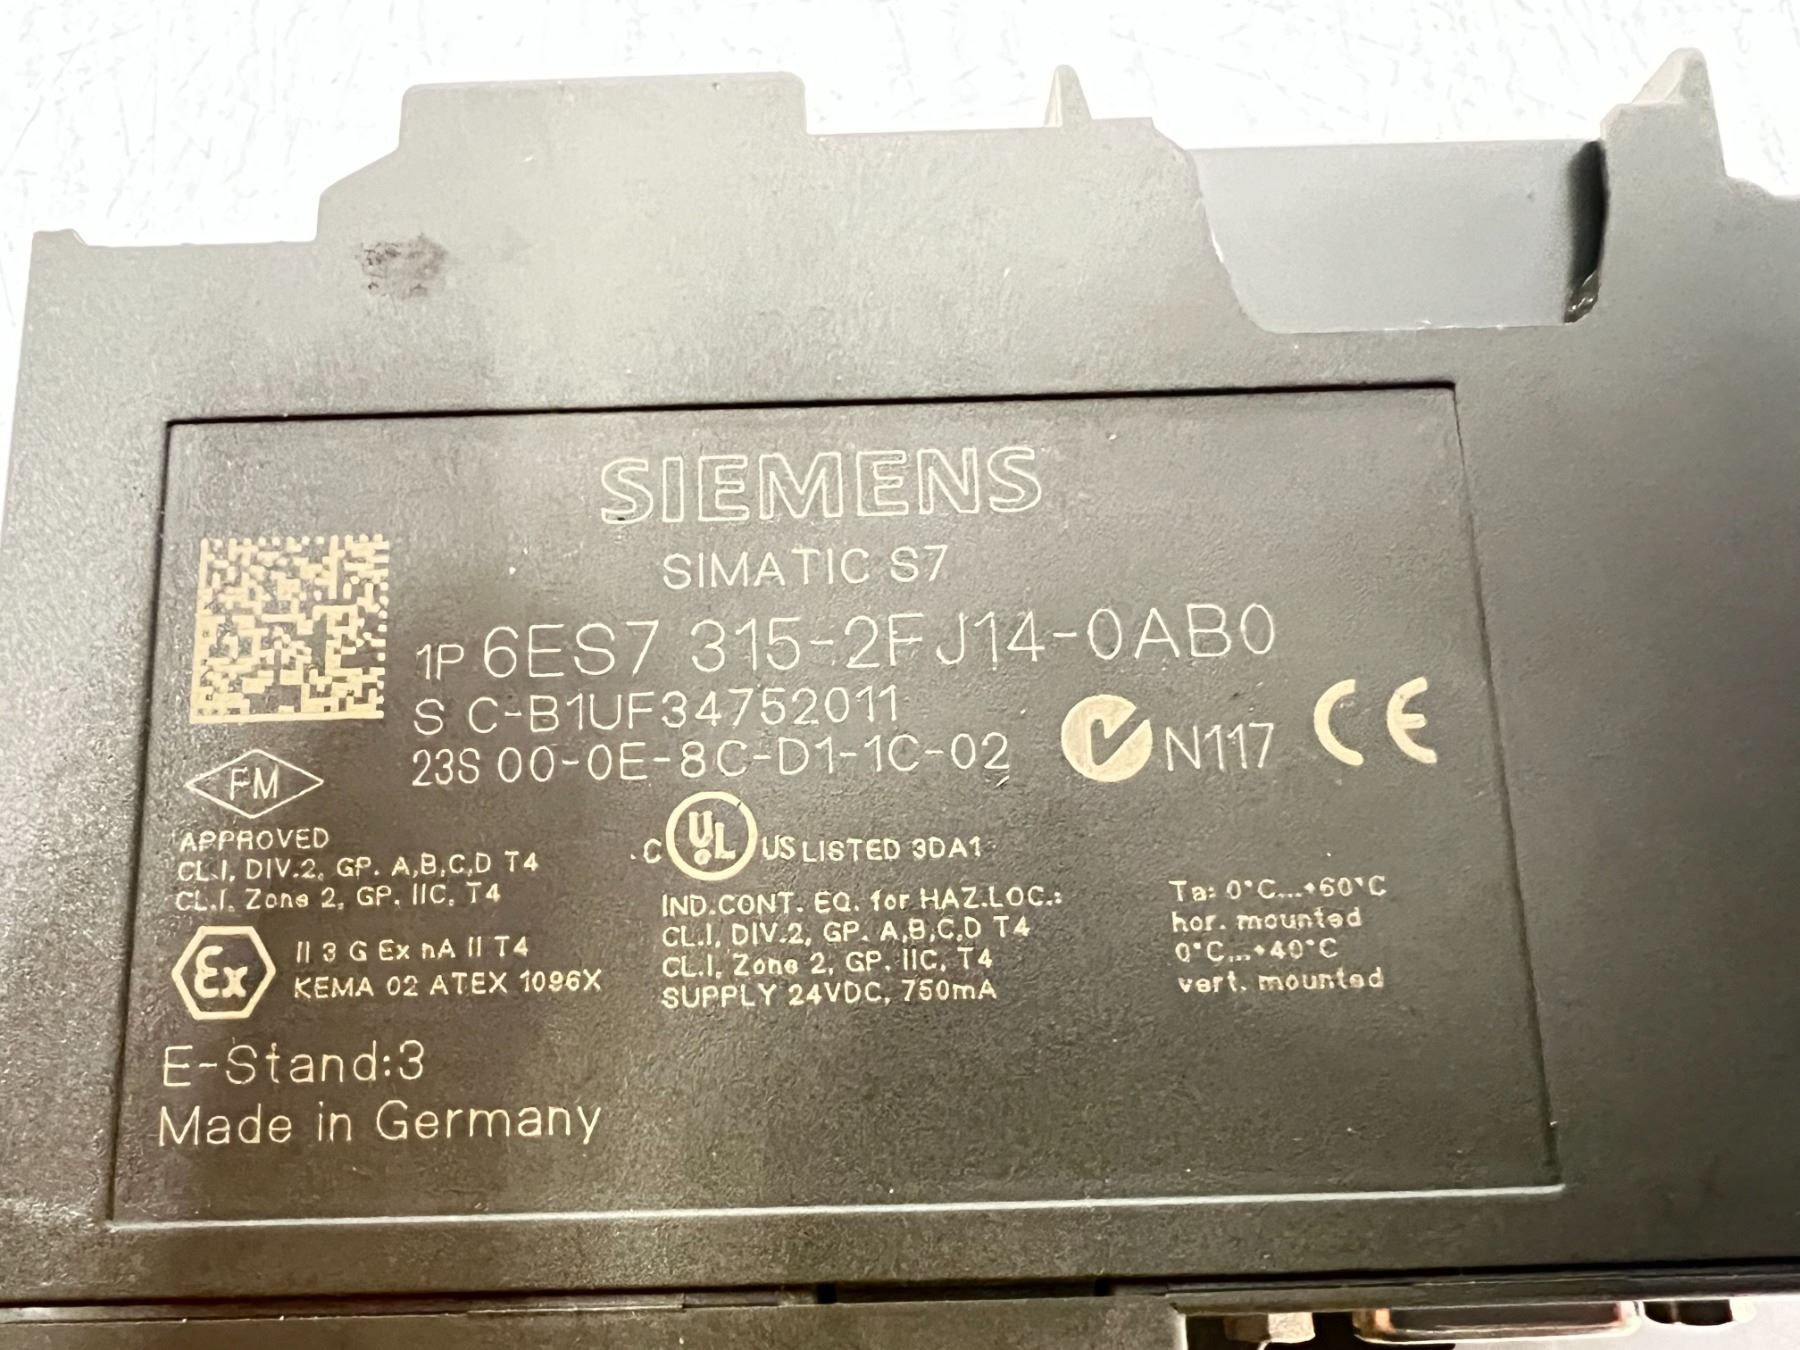 SIEMENS
SIMATIC S7
1P 6ES7 315-2FJ14-0AB0
S C-B1UF34752011
23S 00-0E-8C-D1-1C-02
N117 CE
FM
APPROVED
CL.I, DIV.2, GP. A,B,C,D T4
CL.I, Zone 2, GP. IIC, T4
Ex
II 3 G Ex nA II T4
KEMA 02 ATEX 1096X
C UL US LISTED 3DA1
IND.CONT. EQ. for HAZ.LOC.:
CL.I, DIV.2, GP. A,B,C,D T4
CL.I, Zone 2, GP. IIC, T4
SUPPLY 24VDC, 750mA
Ta: 0°C...+60°C
hor. mounted
0°C...+40°C
vert. mounted
E-Stand:3
Made in Germany